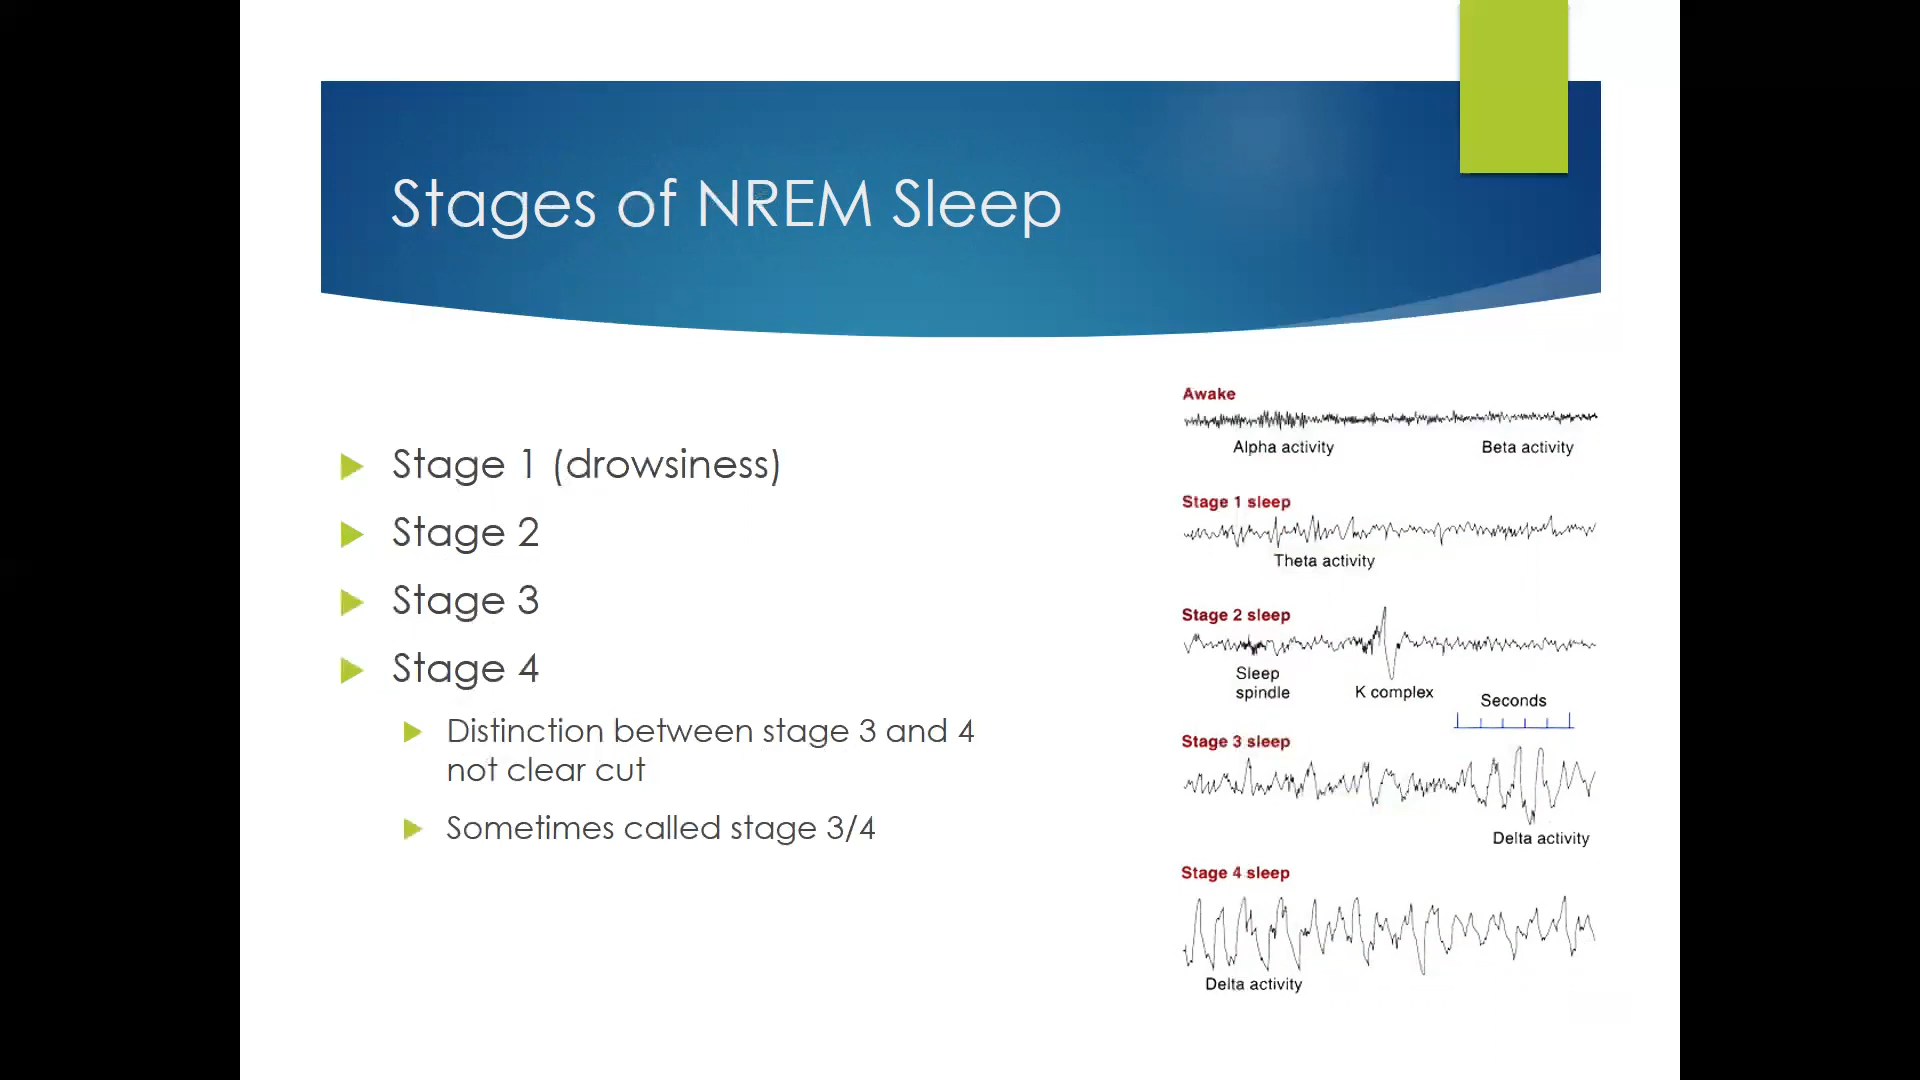 Stages of NREM Sleep
Stage 1 (drowsiness)
Stage 2
Stage 3
Stage 4
Distinction between stage 3 and 4
not clear cut
Sometimes called stage 3/4
Awake
Alpha activity
Beta activity
Stage 1 sleep
Theta activity
Stage 2 sleep
Sleep
spindle
K complex
Seconds
Stage 3 sleep
Delta activity
Stage 4 sleep
Delta activity